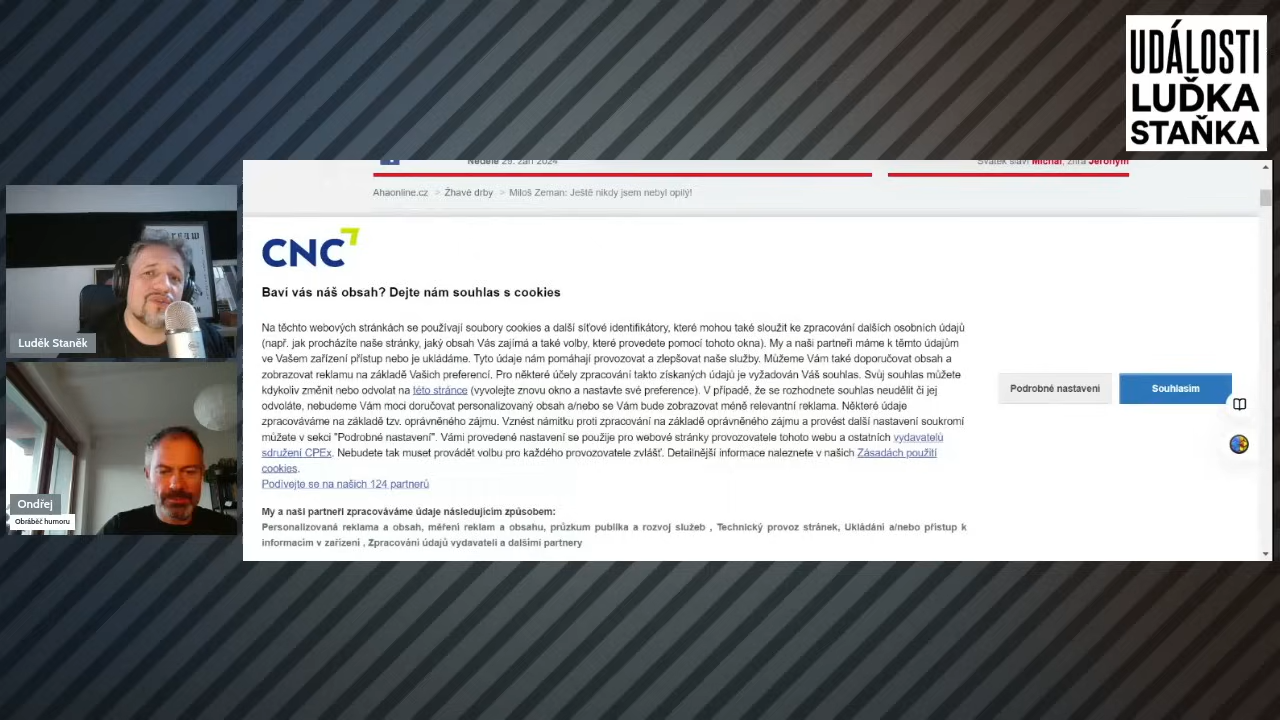 UDÁLOSTI
LUĎKA
STAŇKA
Neděle 29. září 2024
Svátek slaví Michal, zítra Jeroným
Ahaonline.cz > Žhavé drby > Miloš Zeman: Ještě nikdy jsem nebyl opilý!
CNC
Baví vás náš obsah? Dejte nám souhlas s cookies
Na těchto webových stránkách se používají soubory cookies a další síťové identifikátory, které mohou také sloužit ke zpracování dalších osobních údajů
(např. jak procházíte naše stránky, jaký obsah Vás zajímá a také volby, které provedete pomocí tohoto okna). My a naši partneři máme k těmto údajům
ve Vašem zařízení přístup nebo je ukládáme. Tyto údaje nám pomáhají provozovat a zlepšovat naše služby. Můžeme Vám také doporučovat obsah a
zobrazovat reklamu na základě Vašich preferencí. Pro některé účely zpracování takto získaných údajů je vyžadován Váš souhlas. Svůj souhlas můžete
kdykoliv změnit nebo odvolat na této stránce (vyvolejte znovu okno a nastavte své preference). V případě, že se rozhodnete souhlas neudělit či jej
odvoláte, nebudeme Vám moci doručovat personalizovaný obsah a/nebo se Vám bude zobrazovat méně relevantní reklama. Některé údaje
zpracováváme na základě tzv. oprávněného zájmu. Vznést námitku proti zpracování na základě oprávněného zájmu a provést další nastavení soukromí
můžete v sekci "Podrobné nastavení". Vámi provedené nastavení se použije pro webové stránky provozovatele tohoto webu a ostatních vydavatelů
sdružení CPEx. Nebudete tak muset provádět volbu pro každého provozovatele zvlášť. Detailnější informace naleznete v našich Zásadách použití
cookies.
Podívejte se na našich 124 partnerů
My a naši partneři zpracováváme údaje následujícím způsobem:
Personalizovaná reklama a obsah, měření reklam a obsahu, průzkum publika a rozvoj služeb , Technický provoz stránek, Ukládání a/nebo přístup k
informacím v zařízení , Zpracování údajů vydavateli a dalšími partnery
Podrobné nastavení
Souhlasím
Luděk Staněk
Ondřej
Obráběč humoru